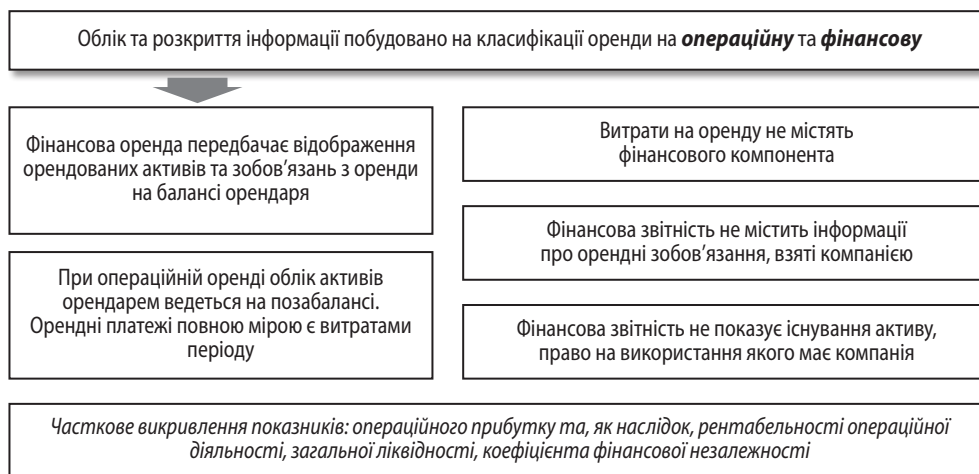 Облік та розкриття інформації побудовано на класифікації оренди на операційну та фінансову
Фінансова оренда передбачає відображення
орендованих активів та зобов'язань з оренди
на балансі орендаря
При операційній оренді облік активів
орендарем ведеться на позабалансі.
Орендні платежі повною мірою є витратами
періоду
Витрати на оренду не містять
фінансового компонента
Фінансова звітність не містить інформації
про орендні зобов'язання, взяті компанією
Фінансова звітність не показує існування активу,
право на використання якого має компанія
Часткове викривлення показників: операційного прибутку та, як наслідок, рентабельності операційної
діяльності, загальної ліквідності, коефіцієнта фінансової незалежності